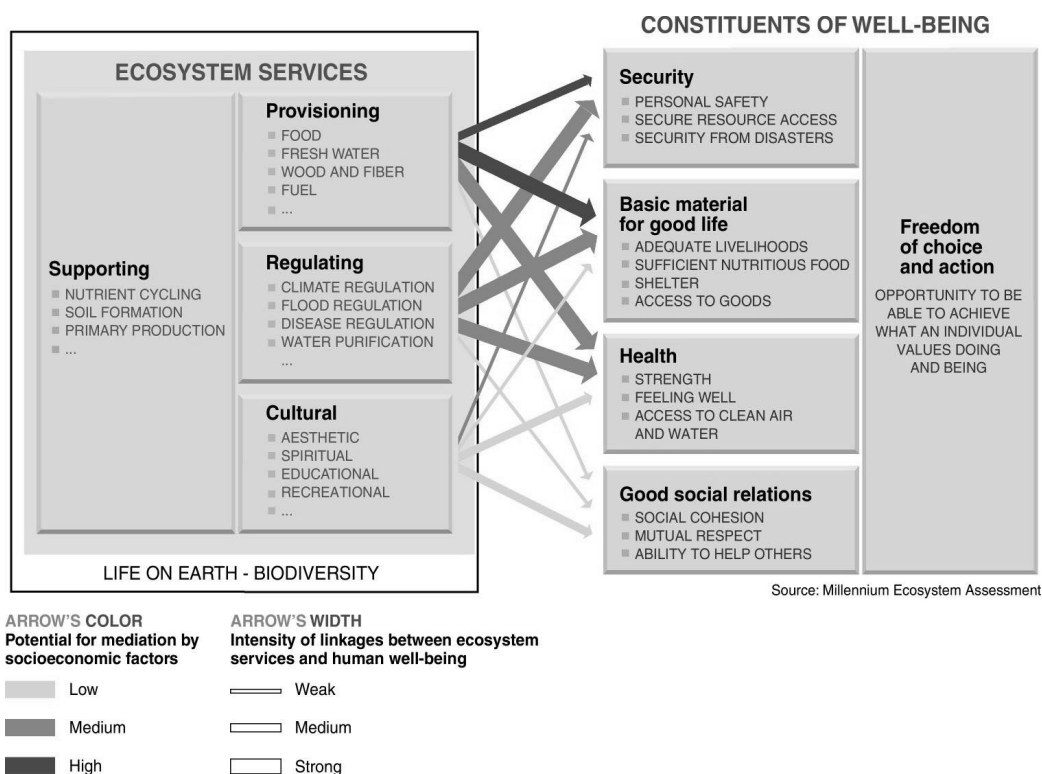 CONSTITUENTS OF WELL-BEING
ECOSYSTEM SERVICES
Supporting
NUTRIENT CYCLING
SOIL FORMATION
PRIMARY PRODUCTION
...
Provisioning
FOOD
FRESH WATER
WOOD AND FIBER
FUEL
...
Regulating
CLIMATE REGULATION
FLOOD REGULATION
DISEASE REGULATION
WATER PURIFICATION
...
Cultural
AESTHETIC
SPIRITUAL
EDUCATIONAL
RECREATIONAL
...
LIFE ON EARTH - BIODIVERSITY
Security
PERSONAL SAFETY
SECURE RESOURCE ACCESS
SECURITY FROM DISASTERS
Basic material
for good life
ADEQUATE LIVELIHOODS
SUFFICIENT NUTRITIOUS FOOD
SHELTER
ACCESS TO GOODS
Health
STRENGTH
FEELING WELL
ACCESS TO CLEAN AIR
AND WATER
Good social relations
SOCIAL COHESION
MUTUAL RESPECT
ABILITY TO HELP OTHERS
Freedom
of choice
and action
OPPORTUNITY TO BE
ABLE TO ACHIEVE
WHAT AN INDIVIDUAL
VALUES DOING
AND BEING
Source: Millennium Ecosystem Assessment
ARROW'S COLOR
Potential for mediation by
socioeconomic factors
Low
Medium
High
ARROW'S WIDTH
Intensity of linkages between ecosystem
services and human well-being
Weak
Medium
Strong